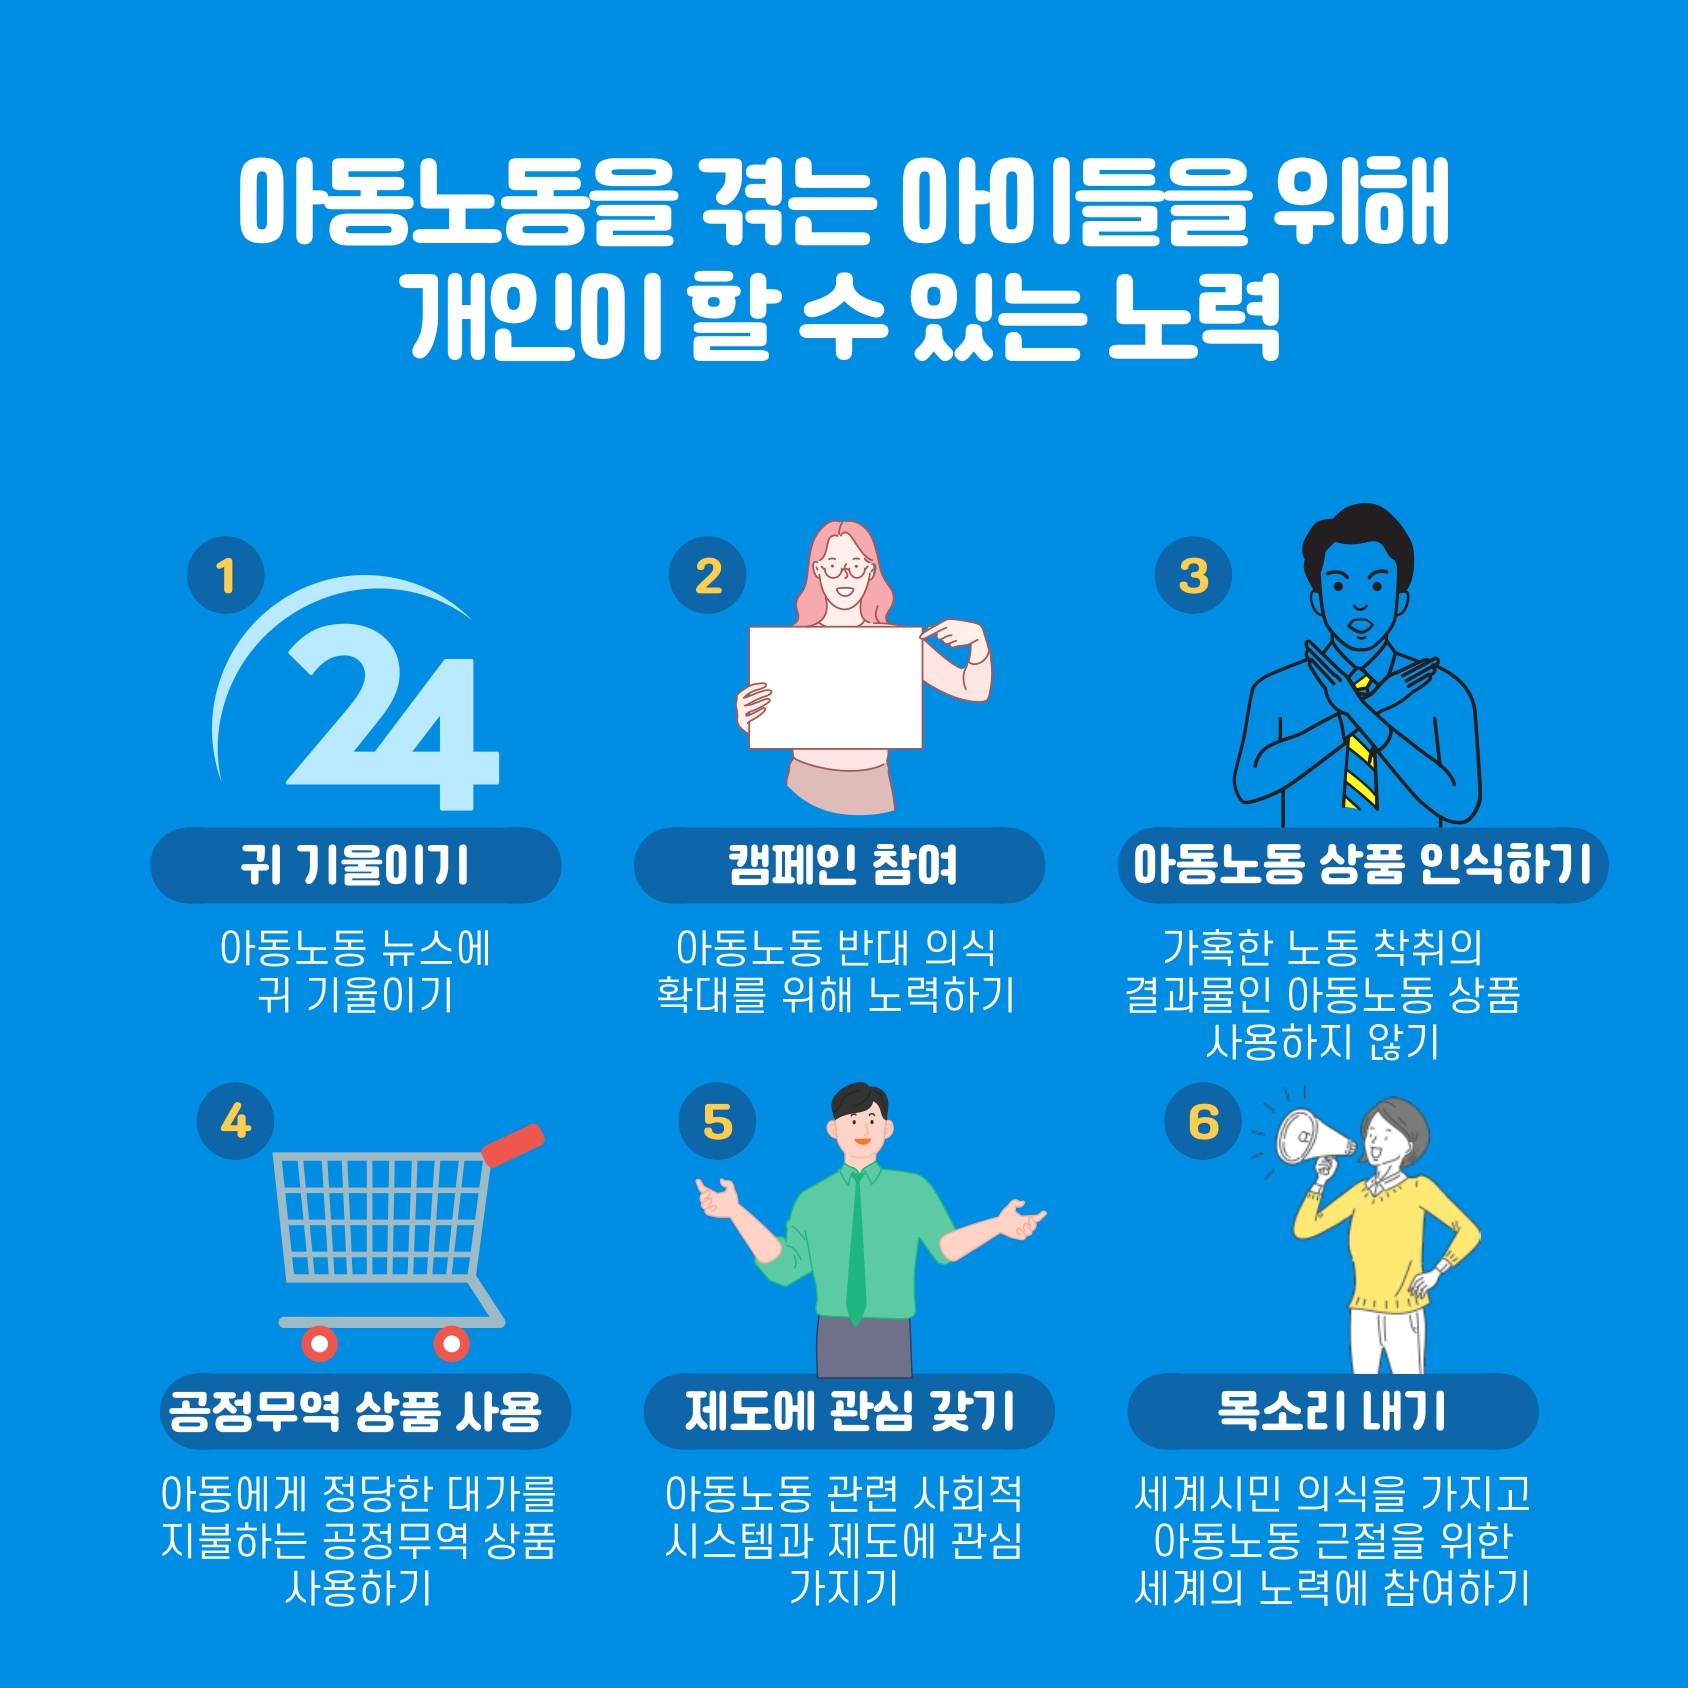 아동노동을 겪는 아이들을 위해
개인이 할 수 있는 노력
1
24
귀 기울이기
아동노동 뉴스에
귀 기울이기
2
캠페인 참여
아동노동 반대 의식
확대를 위해 노력하기
3
아동노동 상품 인식하기
가혹한 노동 착취의
결과물인 아동노동 상품
사용하지 않기
4
공정무역 상품 사용
아동에게 정당한 대가를
지불하는 공정무역 상품
사용하기
5
제도에 관심 갖기
아동노동 관련 사회적
시스템과 제도에 관심
가지기
6
목소리 내기
세계시민 의식을 가지고
아동노동 근절을 위한
세계의 노력에 참여하기